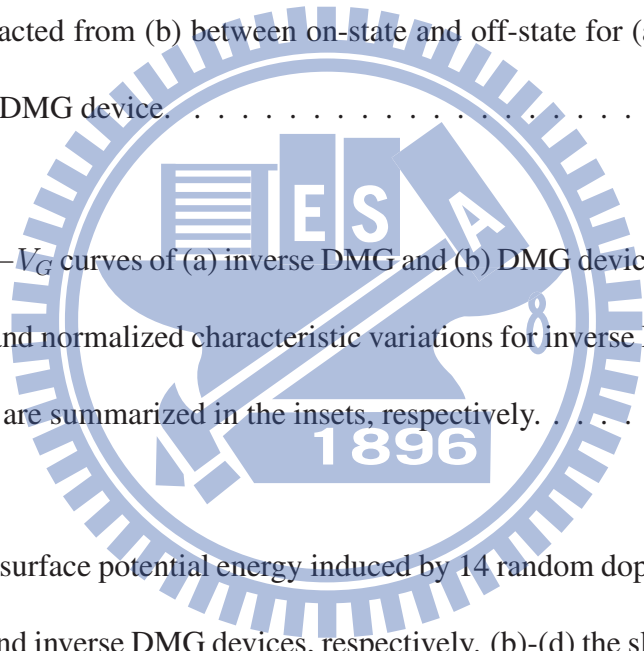 acted from (b) between on-state and off-state for (a
DMG device. . . . . . . . . . . . . . . . . . .
E S A
–V_G curves of (a) inverse DMG and (b) DMG devic
8
nd normalized characteristic variations for inverse
are summarized in the insets, respectively. . . . .
1896
surface potential energy induced by 14 random dop
nd inverse DMG devices, respectively. (b)-(d) the sl